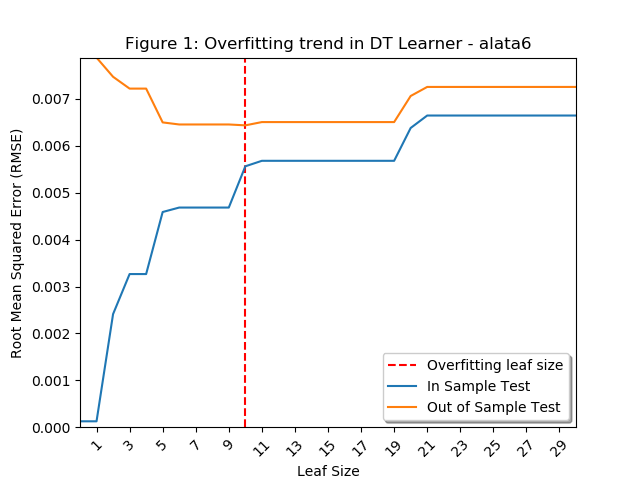 Figure 1: Overfitting trend in DT Learner - alata6
Root Mean Squared Error (RMSE)
0.007
0.006
0.005
0.004
0.003
0.002
0.001
0.000
Overfitting leaf size
In Sample Test
Out of Sample Test
1 3 5 7 9 11 13 15 17 19 21 23 25 27 29
Leaf Size